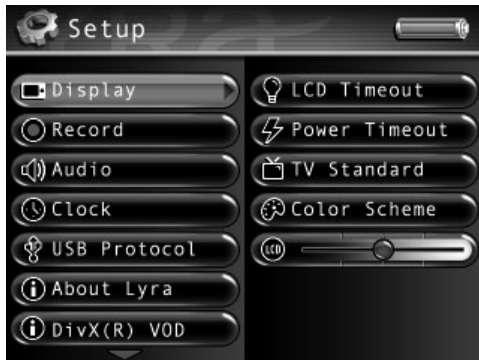 Setup
Display
Record
Audio
Clock
USB Protocol
About Lyra
DivX(R) VOD
LCD Timeout
Power Timeout
TV Standard
Color Scheme
LCD